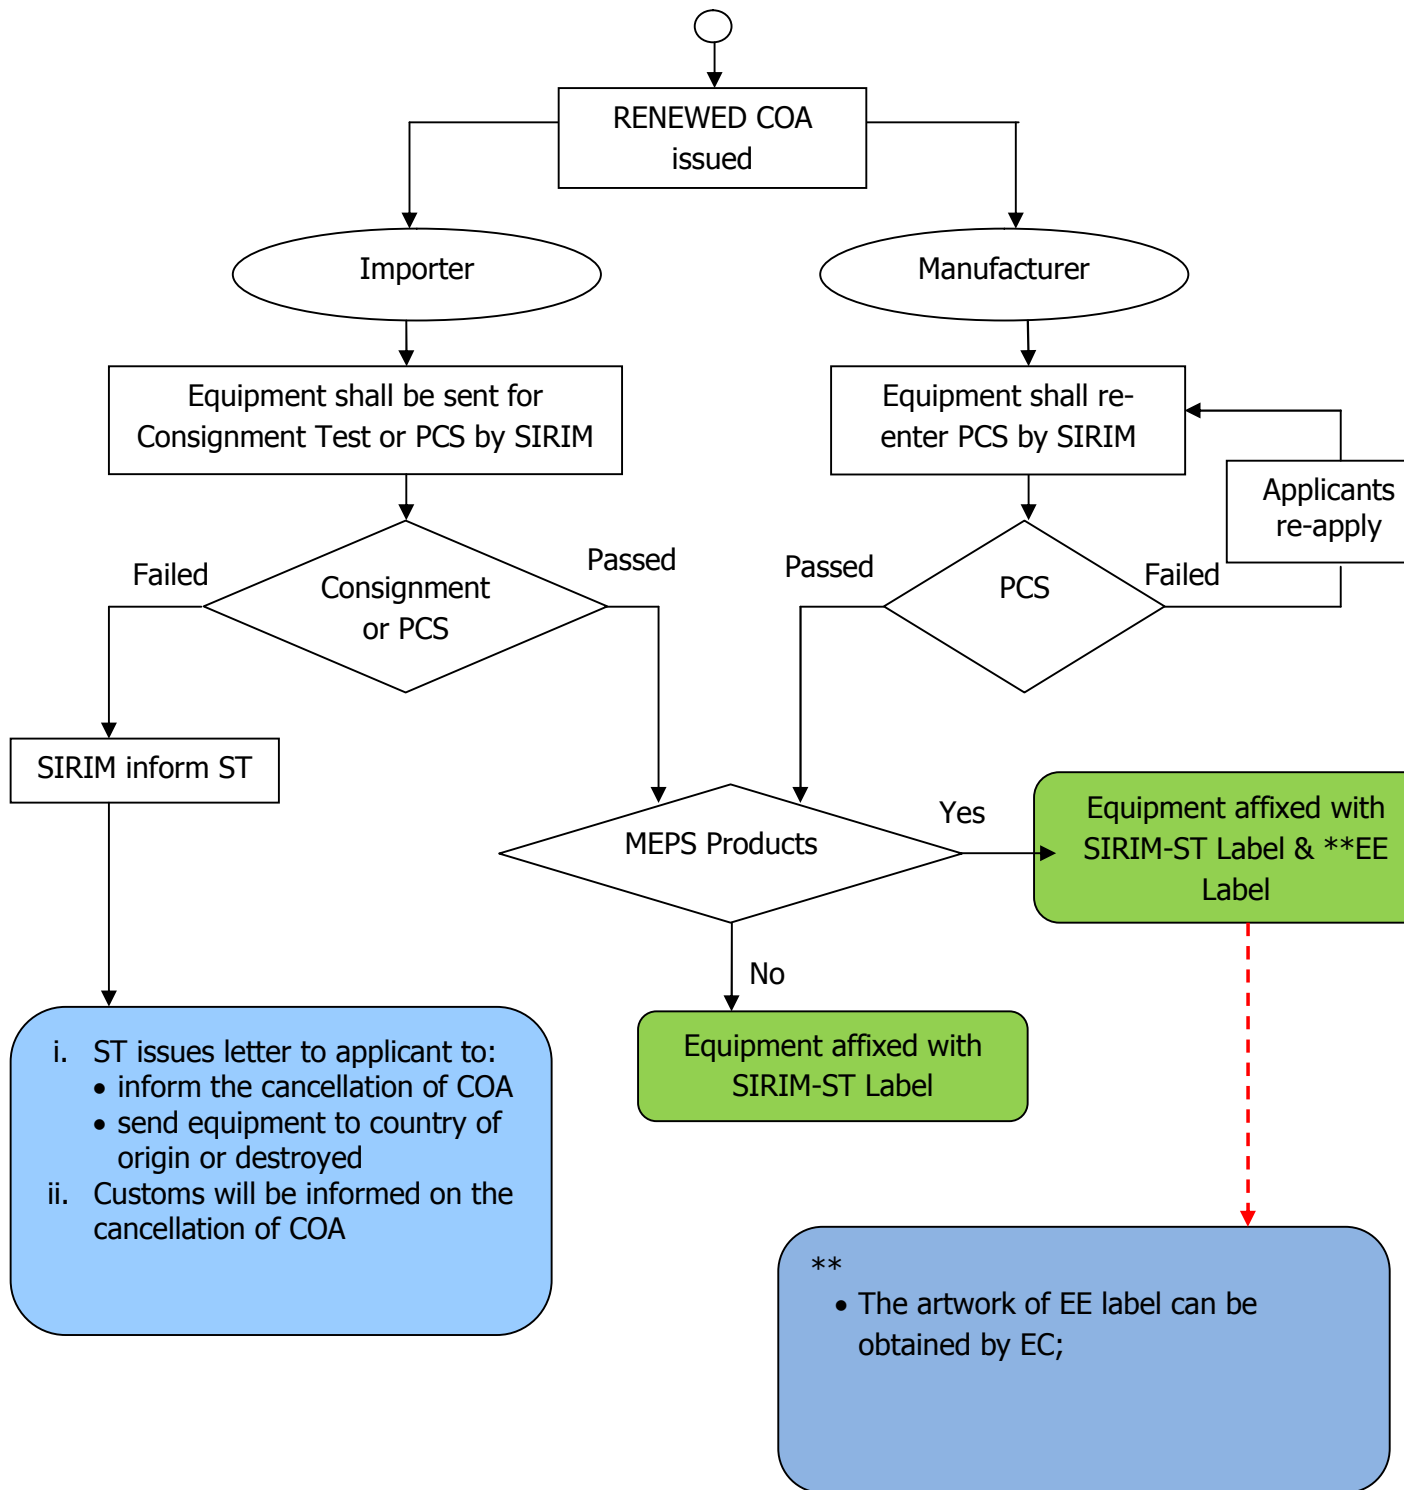 RENEWED COA
issued
Importer
Manufacturer
Equipment shall be sent for
Consignment Test or PCS by SIRIM
Equipment shall re-
enter PCS by SIRIM
Applicants
re-apply
Failed
Consignment
or PCS
Passed
Passed
PCS
Failed
SIRIM inform ST
MEPS Products
Yes
Equipment affixed with
SIRIM-ST Label & **EE
Label
No
Equipment affixed with
SIRIM-ST Label
i. ST issues letter to applicant to:
• inform the cancellation of COA
• send equipment to country of
origin or destroyed
ii. Customs will be informed on the
cancellation of COA
**
• The artwork of EE label can be
obtained by EC;